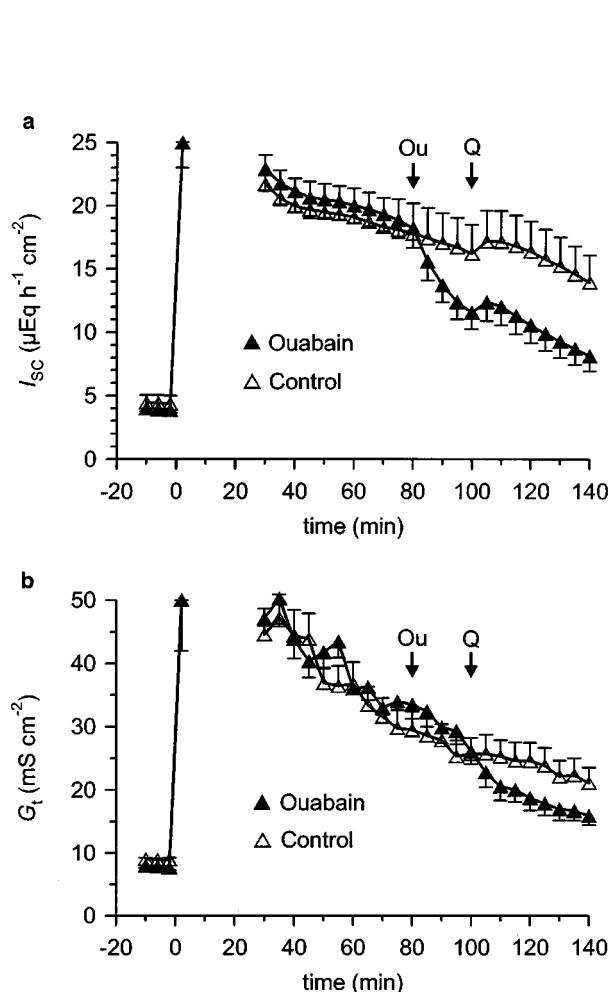 a
Ou Q
I_SC (µEq h⁻¹ cm⁻²)
25
20
15
10
5
0
Ouabain
Control
-20 0 20 40 60 80 100 120 140
time (min)
b
Ou Q
G_t (mS cm⁻²)
50
40
30
20
10
0
Ouabain
Control
-20 0 20 40 60 80 100 120 140
time (min)